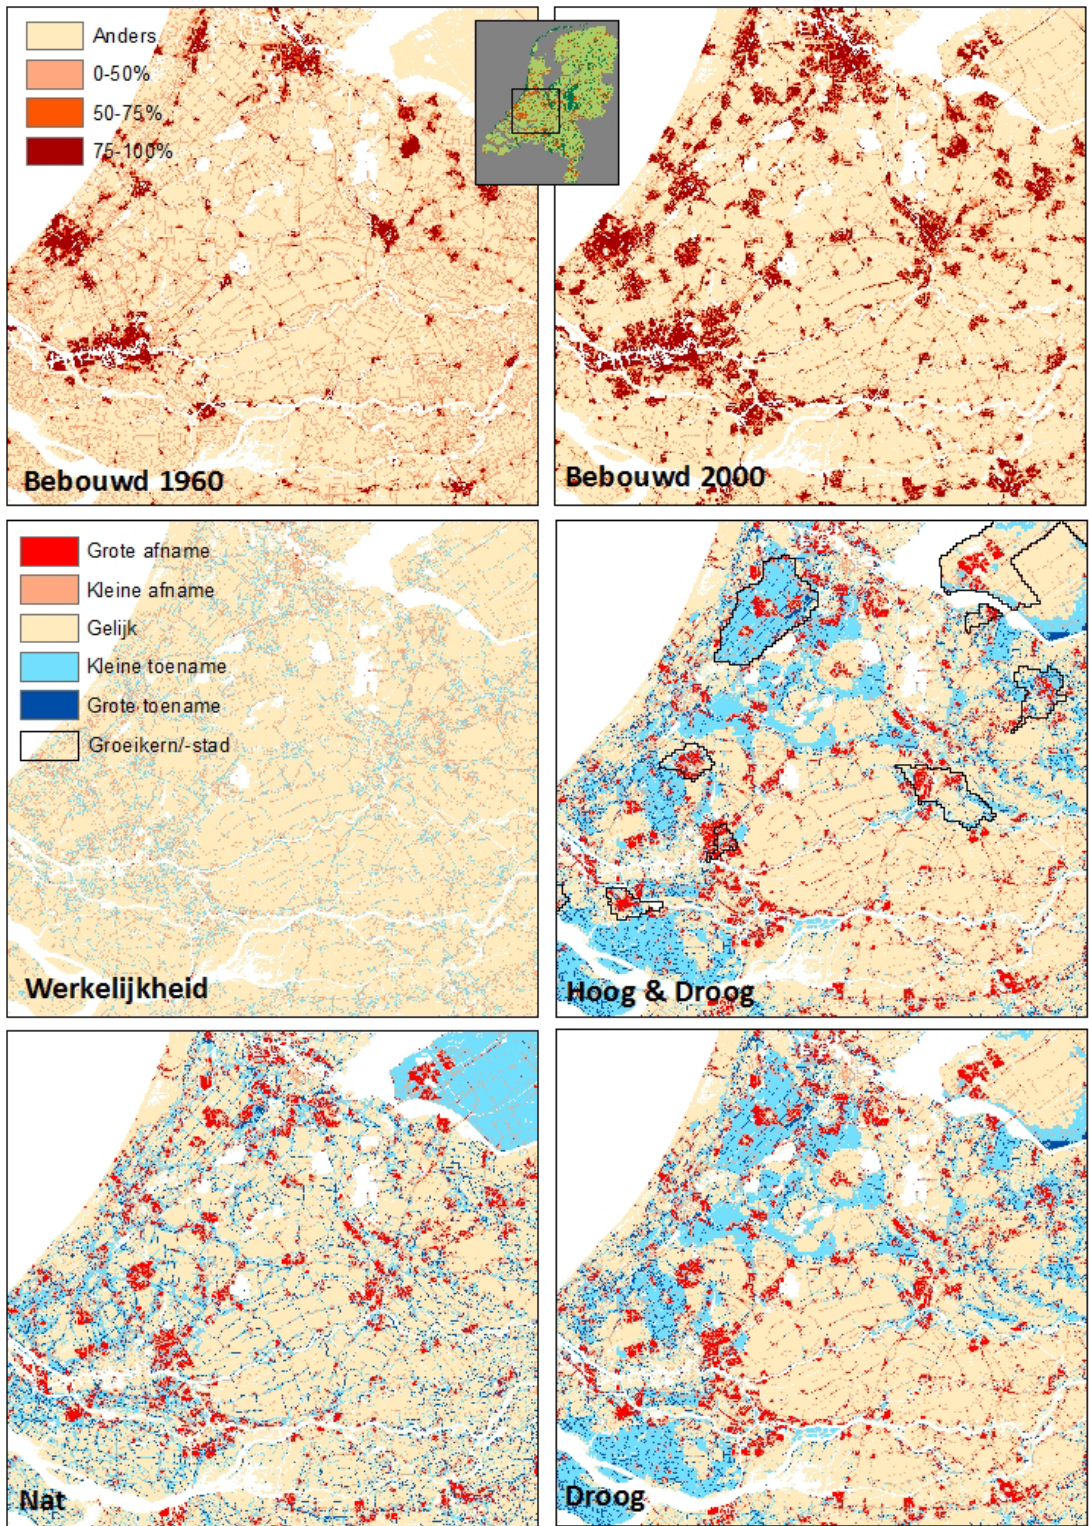 Anders
0-50%
50-75%
75-100%
Bebouwd 1960
Bebouwd 2000
Grote afname
Kleine afname
Gelijk
Kleine toename
Grote toename
Groeikern/-stad
Werkelijkheid
Hoog & Droog
Nat
Droog